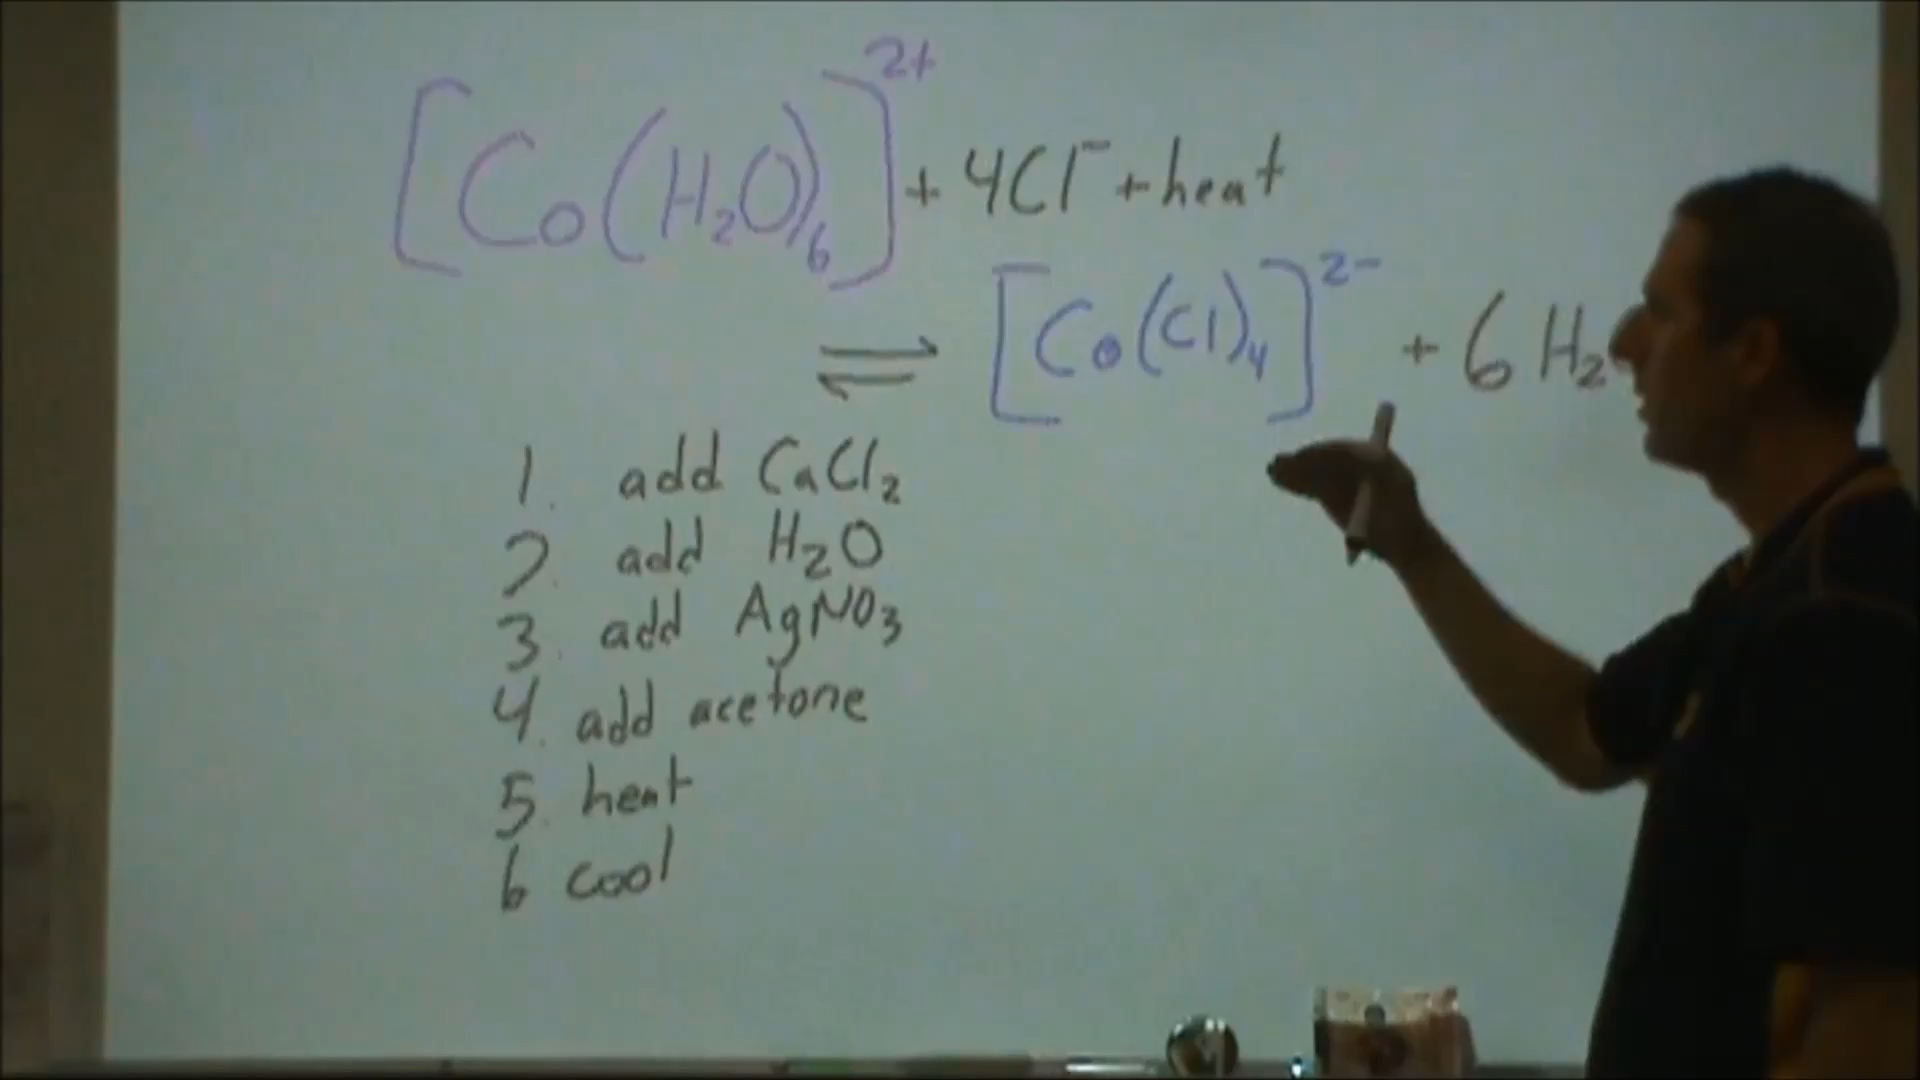 [Co(H₂O)₆]²⁺ + 4Cl⁻ + heat
⇌ [Co(Cl)₄]²⁻ + 6 H₂
1. add CaCl₂
2. add H₂O
3. add AgNO₃
4. add acetone
5. heat
6 cool